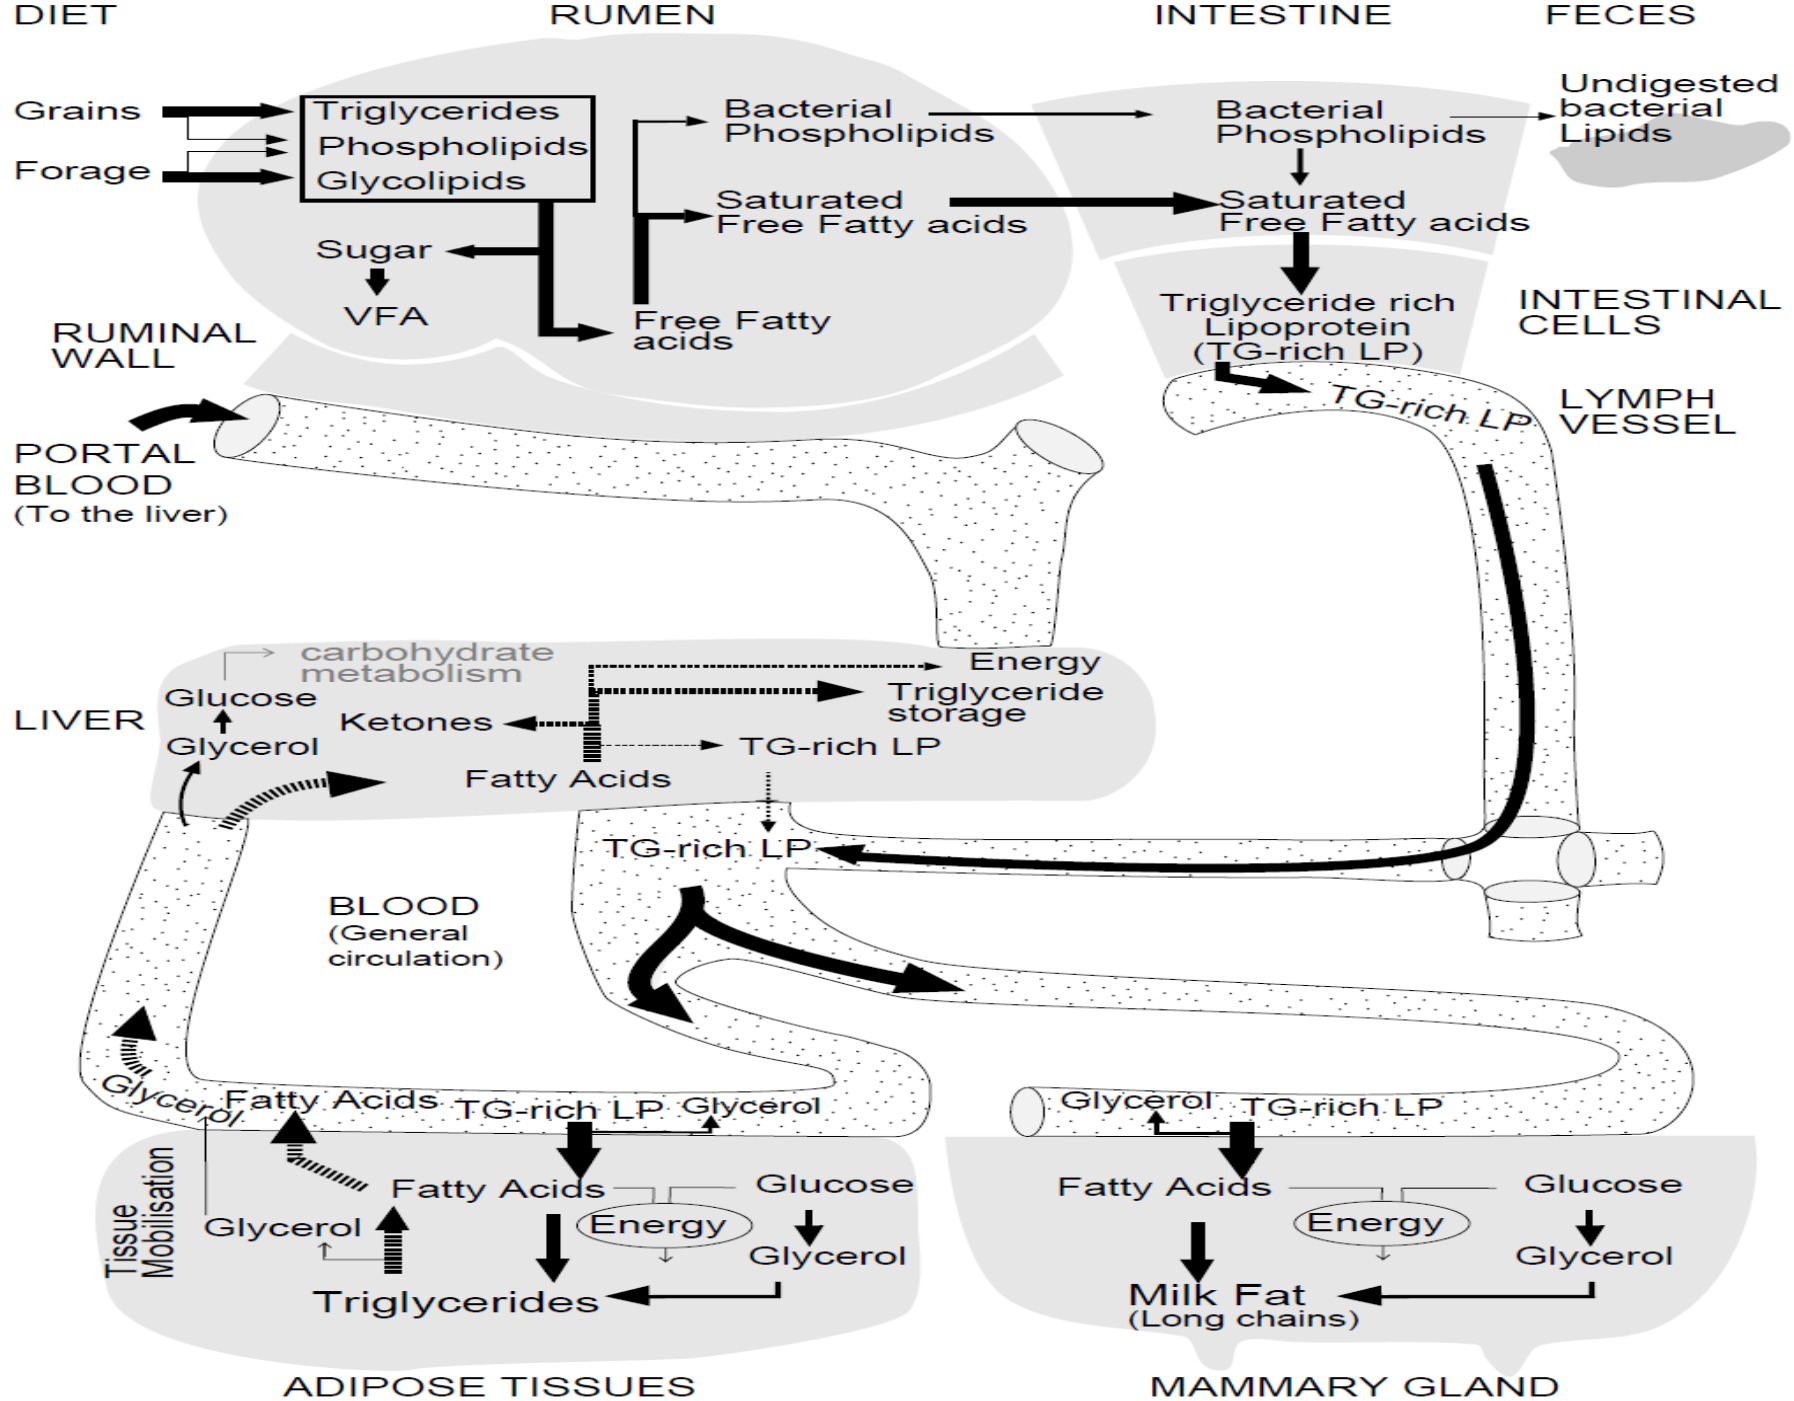 DIET
RUMEN
INTESTINE
FECES
Grains
Forage
Triglycerides
Phospholipids
Glycolipids
Sugar
VFA
Bacterial
Phospholipids
Saturated
Free Fatty acids
Free Fatty
acids
Bacterial
Phospholipids
Saturated
Free Fatty acids
Undigested
bacterial
Lipids
Triglyceride rich
Lipoprotein
(TG-rich LP)
INTESTINAL
CELLS
RUMINAL
WALL
TG-rich LP
LYMPH
VESSEL
PORTAL
BLOOD
(To the liver)
LIVER
carbohydrate
metabolism
Glucose
Glycerol
Ketones
Fatty Acids
Energy
Triglyceride
storage
TG-rich LP
TG-rich LP
BLOOD
(General
circulation)
Glycerol
Fatty Acids
TG-rich LP
Glycerol
Glycerol
TG-rich LP
Tissue
Mobilisation
Glycerol
Fatty Acids
Energy
Glucose
Glycerol
Triglycerides
Fatty Acids
Energy
Glucose
Glycerol
Milk Fat
(Long chains)
ADIPOSE TISSUES
MAMMARY GLAND